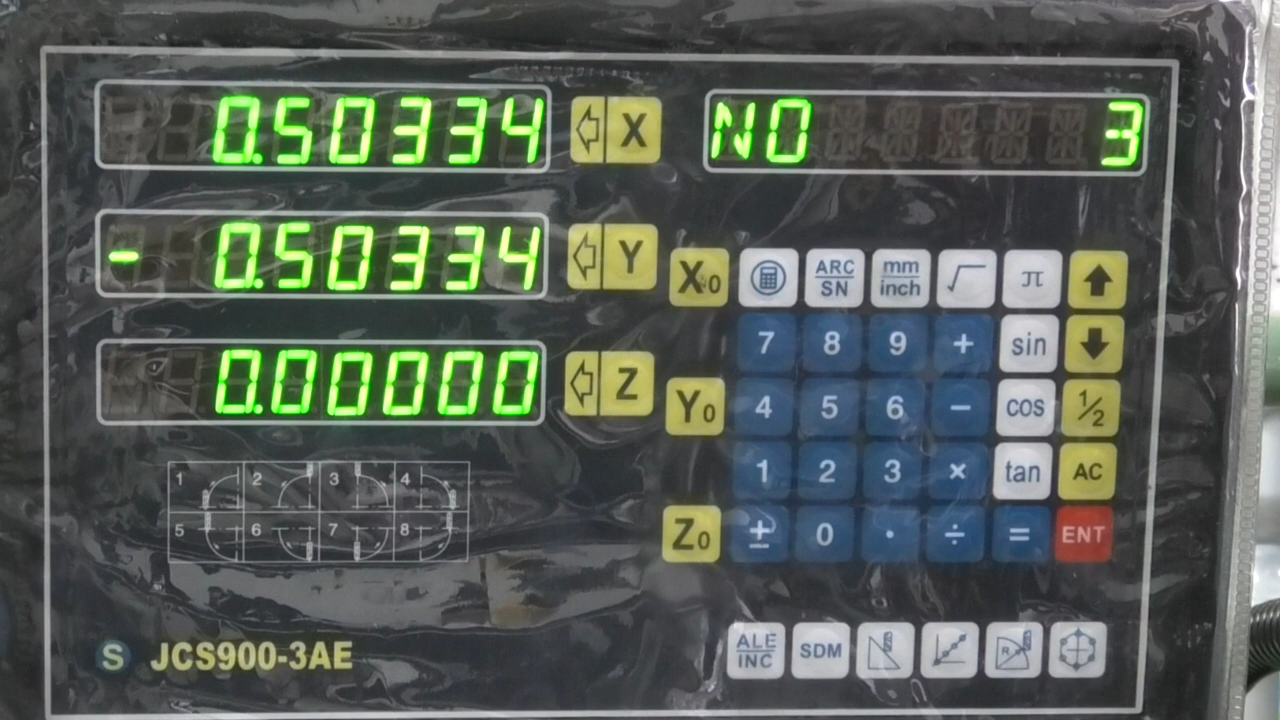 0.50334 X NO 3
- 0.50334 Y
X0 ARC/SN mm/inch √ π
7 8 9 + sin
0.00000 Z
Y0 4 5 6 - cos 1/2
1 2 3 4
1 2 3 × tan AC
5 6 7 8
Z0 ± 0 · ÷ = ENT
S JCS900-3AE
ALE/INC SDM R